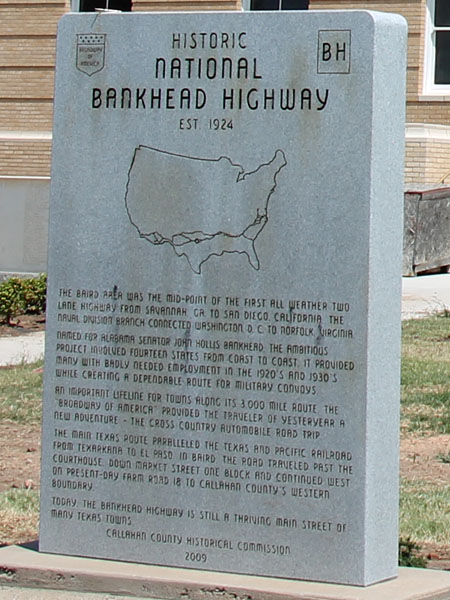 BROADWAY OF AMERICA
BH
HISTORIC
NATIONAL
BANKHEAD HIGHWAY
EST. 1924
THE BAIRD AREA WAS THE MID-POINT OF THE FIRST ALL WEATHER TWO
LANE HIGHWAY FROM SAVANNAH, GA. TO SAN DIEGO, CALIFORNIA. THE
NAVAL DIVISION BRANCH CONNECTED WASHINGTON D. C. TO NORFOLK, VIRGINIA.
NAMED FOR ALABAMA SENATOR JOHN HOLLIS BANKHEAD, THE AMBITIOUS
PROJECT INVOLVED FOURTEEN STATES FROM COAST TO COAST. IT PROVIDED
MANY WITH BADLY NEEDED EMPLOYMENT IN THE 1920'S AND 1930'S
WHILE CREATING A DEPENDABLE ROUTE FOR MILITARY CONVOYS.
AN IMPORTANT LIFELINE FOR TOWNS ALONG ITS 3,000 MILE ROUTE, THE
"BROADWAY OF AMERICA" PROVIDED THE TRAVELER OF YESTERYEAR A
NEW ADVENTURE - THE CROSS COUNTRY AUTOMOBILE ROAD TRIP.
THE MAIN TEXAS ROUTE PARALLELED THE TEXAS AND PACIFIC RAILROAD
FROM TEXARKANA TO EL PASO. IN BAIRD, THE ROAD TRAVELED PAST THE
COURTHOUSE, DOWN MARKET STREET ONE BLOCK AND CONTINUED WEST
ON PRESENT-DAY FARM ROAD 18 TO CALLAHAN COUNTY'S WESTERN
BOUNDARY.
TODAY, THE BANKHEAD HIGHWAY IS STILL A THRIVING MAIN STREET OF
MANY TEXAS TOWNS.
CALLAHAN COUNTY HISTORICAL COMMISSION
2009